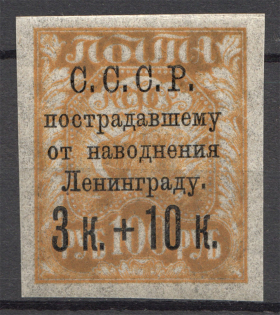 С.С.С.Р.
пострадавшему
от наводнения
Ленинграду.
3 к. + 10 к.